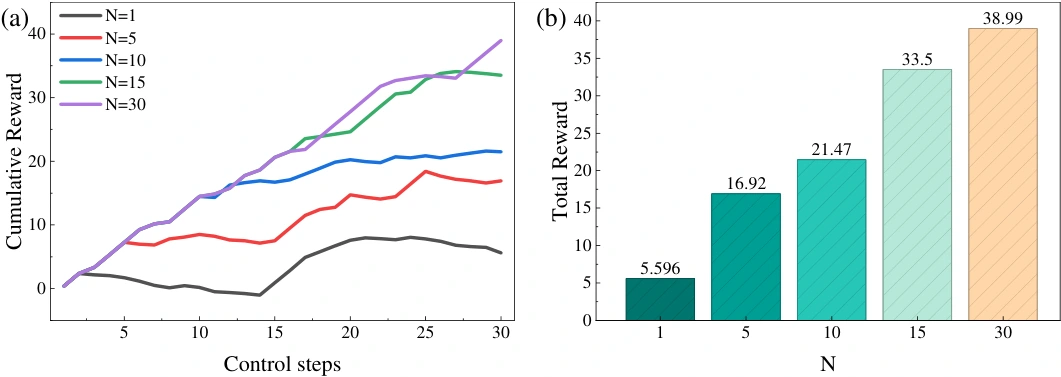 (a)
N=1
N=5
N=10
N=15
N=30
Cumulative Reward
40
30
20
10
0
5 10 15 20 25 30
Control steps
(b)
Total Reward
40
35
30
25
20
15
10
5
0
5.596
16.92
21.47
33.5
38.99
1 5 10 15 30
N